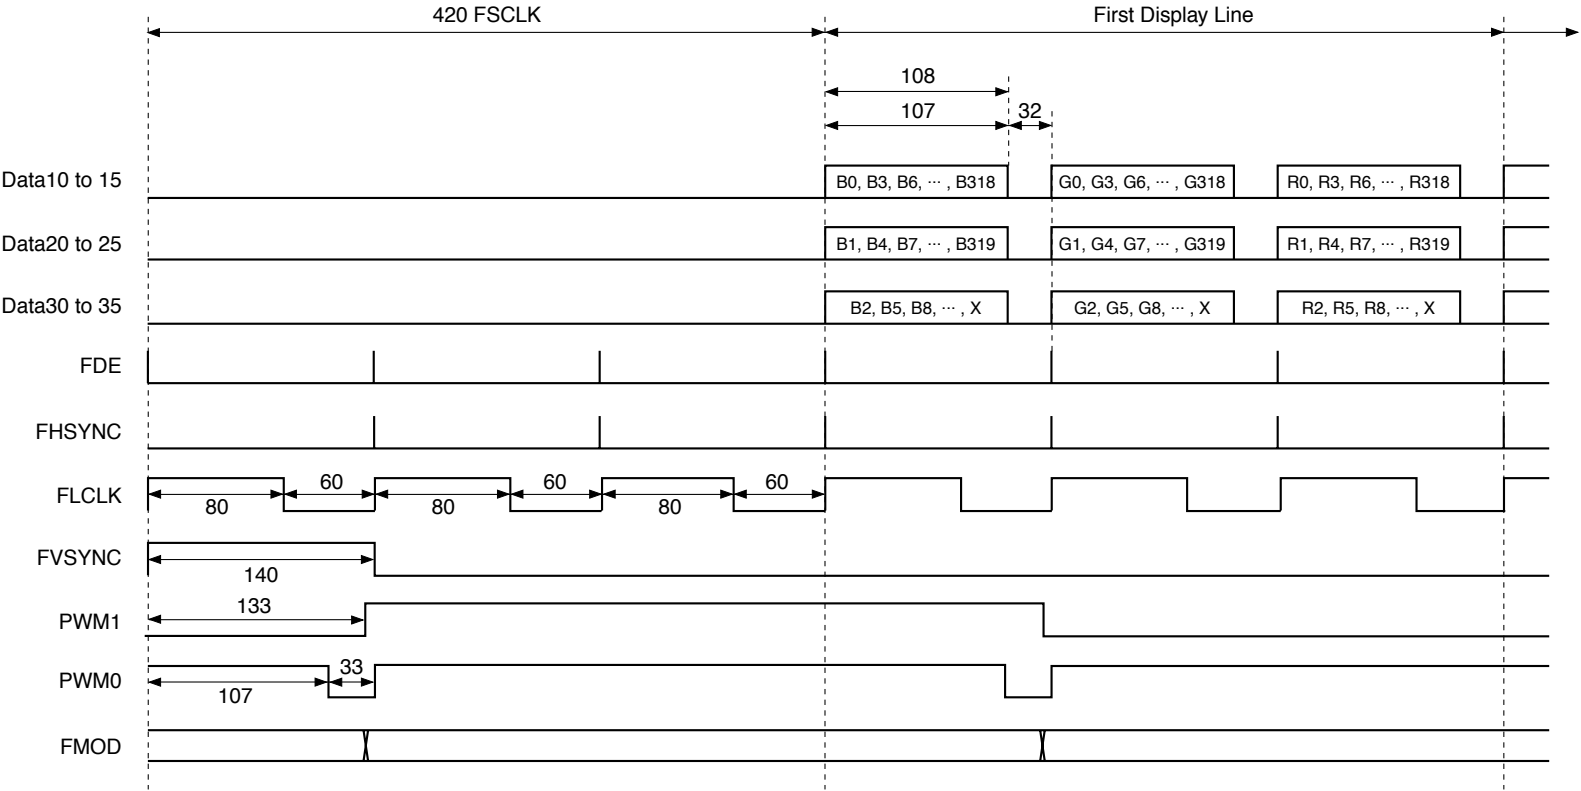 420 FSCLK
First Display Line
108
107
32
Data10 to 15
B0, B3, B6, ··· , B318
G0, G3, G6, ··· , G318
R0, R3, R6, ··· , R318
Data20 to 25
B1, B4, B7, ··· , B319
G1, G4, G7, ··· , G319
R1, R4, R7, ··· , R319
Data30 to 35
B2, B5, B8, ··· , X
G2, G5, G8, ··· , X
R2, R5, R8, ··· , X
FDE
FHSYNC
FLCLK
80
60
80
60
80
60
FVSYNC
140
PWM1
133
PWM0
107
33
FMOD